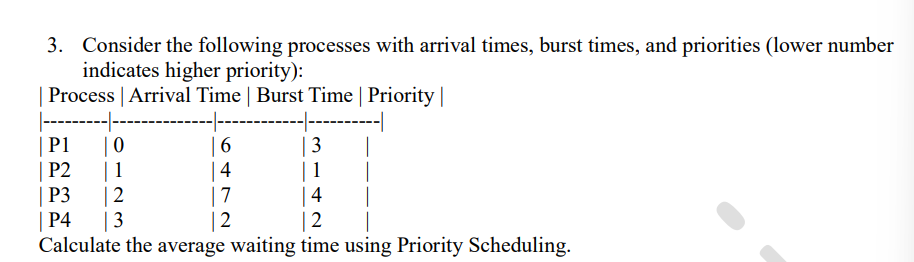 3. Consider the following processes with arrival times, burst times, and priorities (lower number
indicates higher priority):
| Process | Arrival Time | Burst Time | Priority |
|---------|--------------|------------|----------|
| P1 | 0 | 6 | 3 |
| P2 | 1 | 4 | 1 |
| P3 | 2 | 7 | 4 |
| P4 | 3 | 2 | 2 |
Calculate the average waiting time using Priority Scheduling.